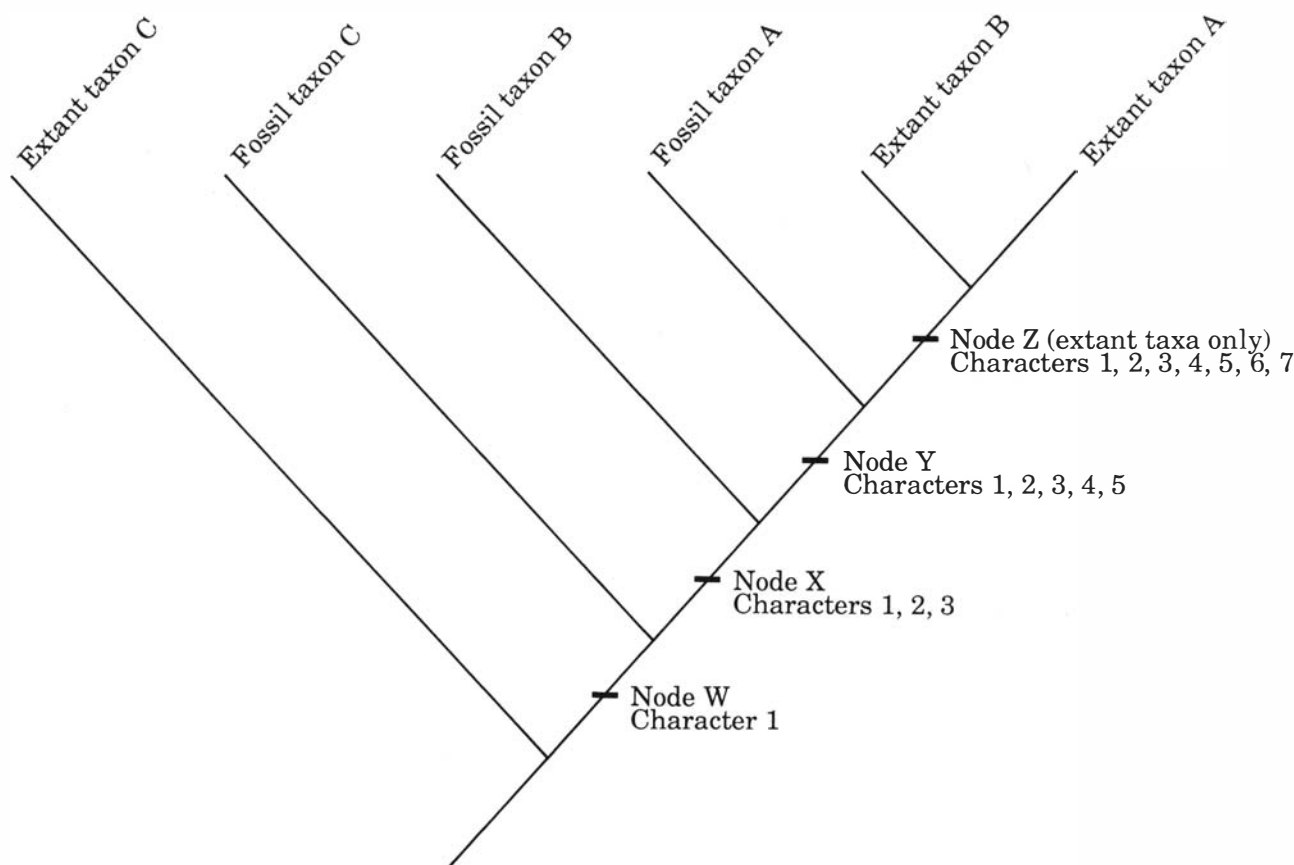 Extant taxon C
Fossil taxon C
Fossil taxon B
Fossil taxon A
Extant taxon B
Extant taxon A
Node Z (extant taxa only)
Characters 1, 2, 3, 4, 5, 6, 7
Node Y
Characters 1, 2, 3, 4, 5
Node X
Characters 1, 2, 3
Node W
Character 1